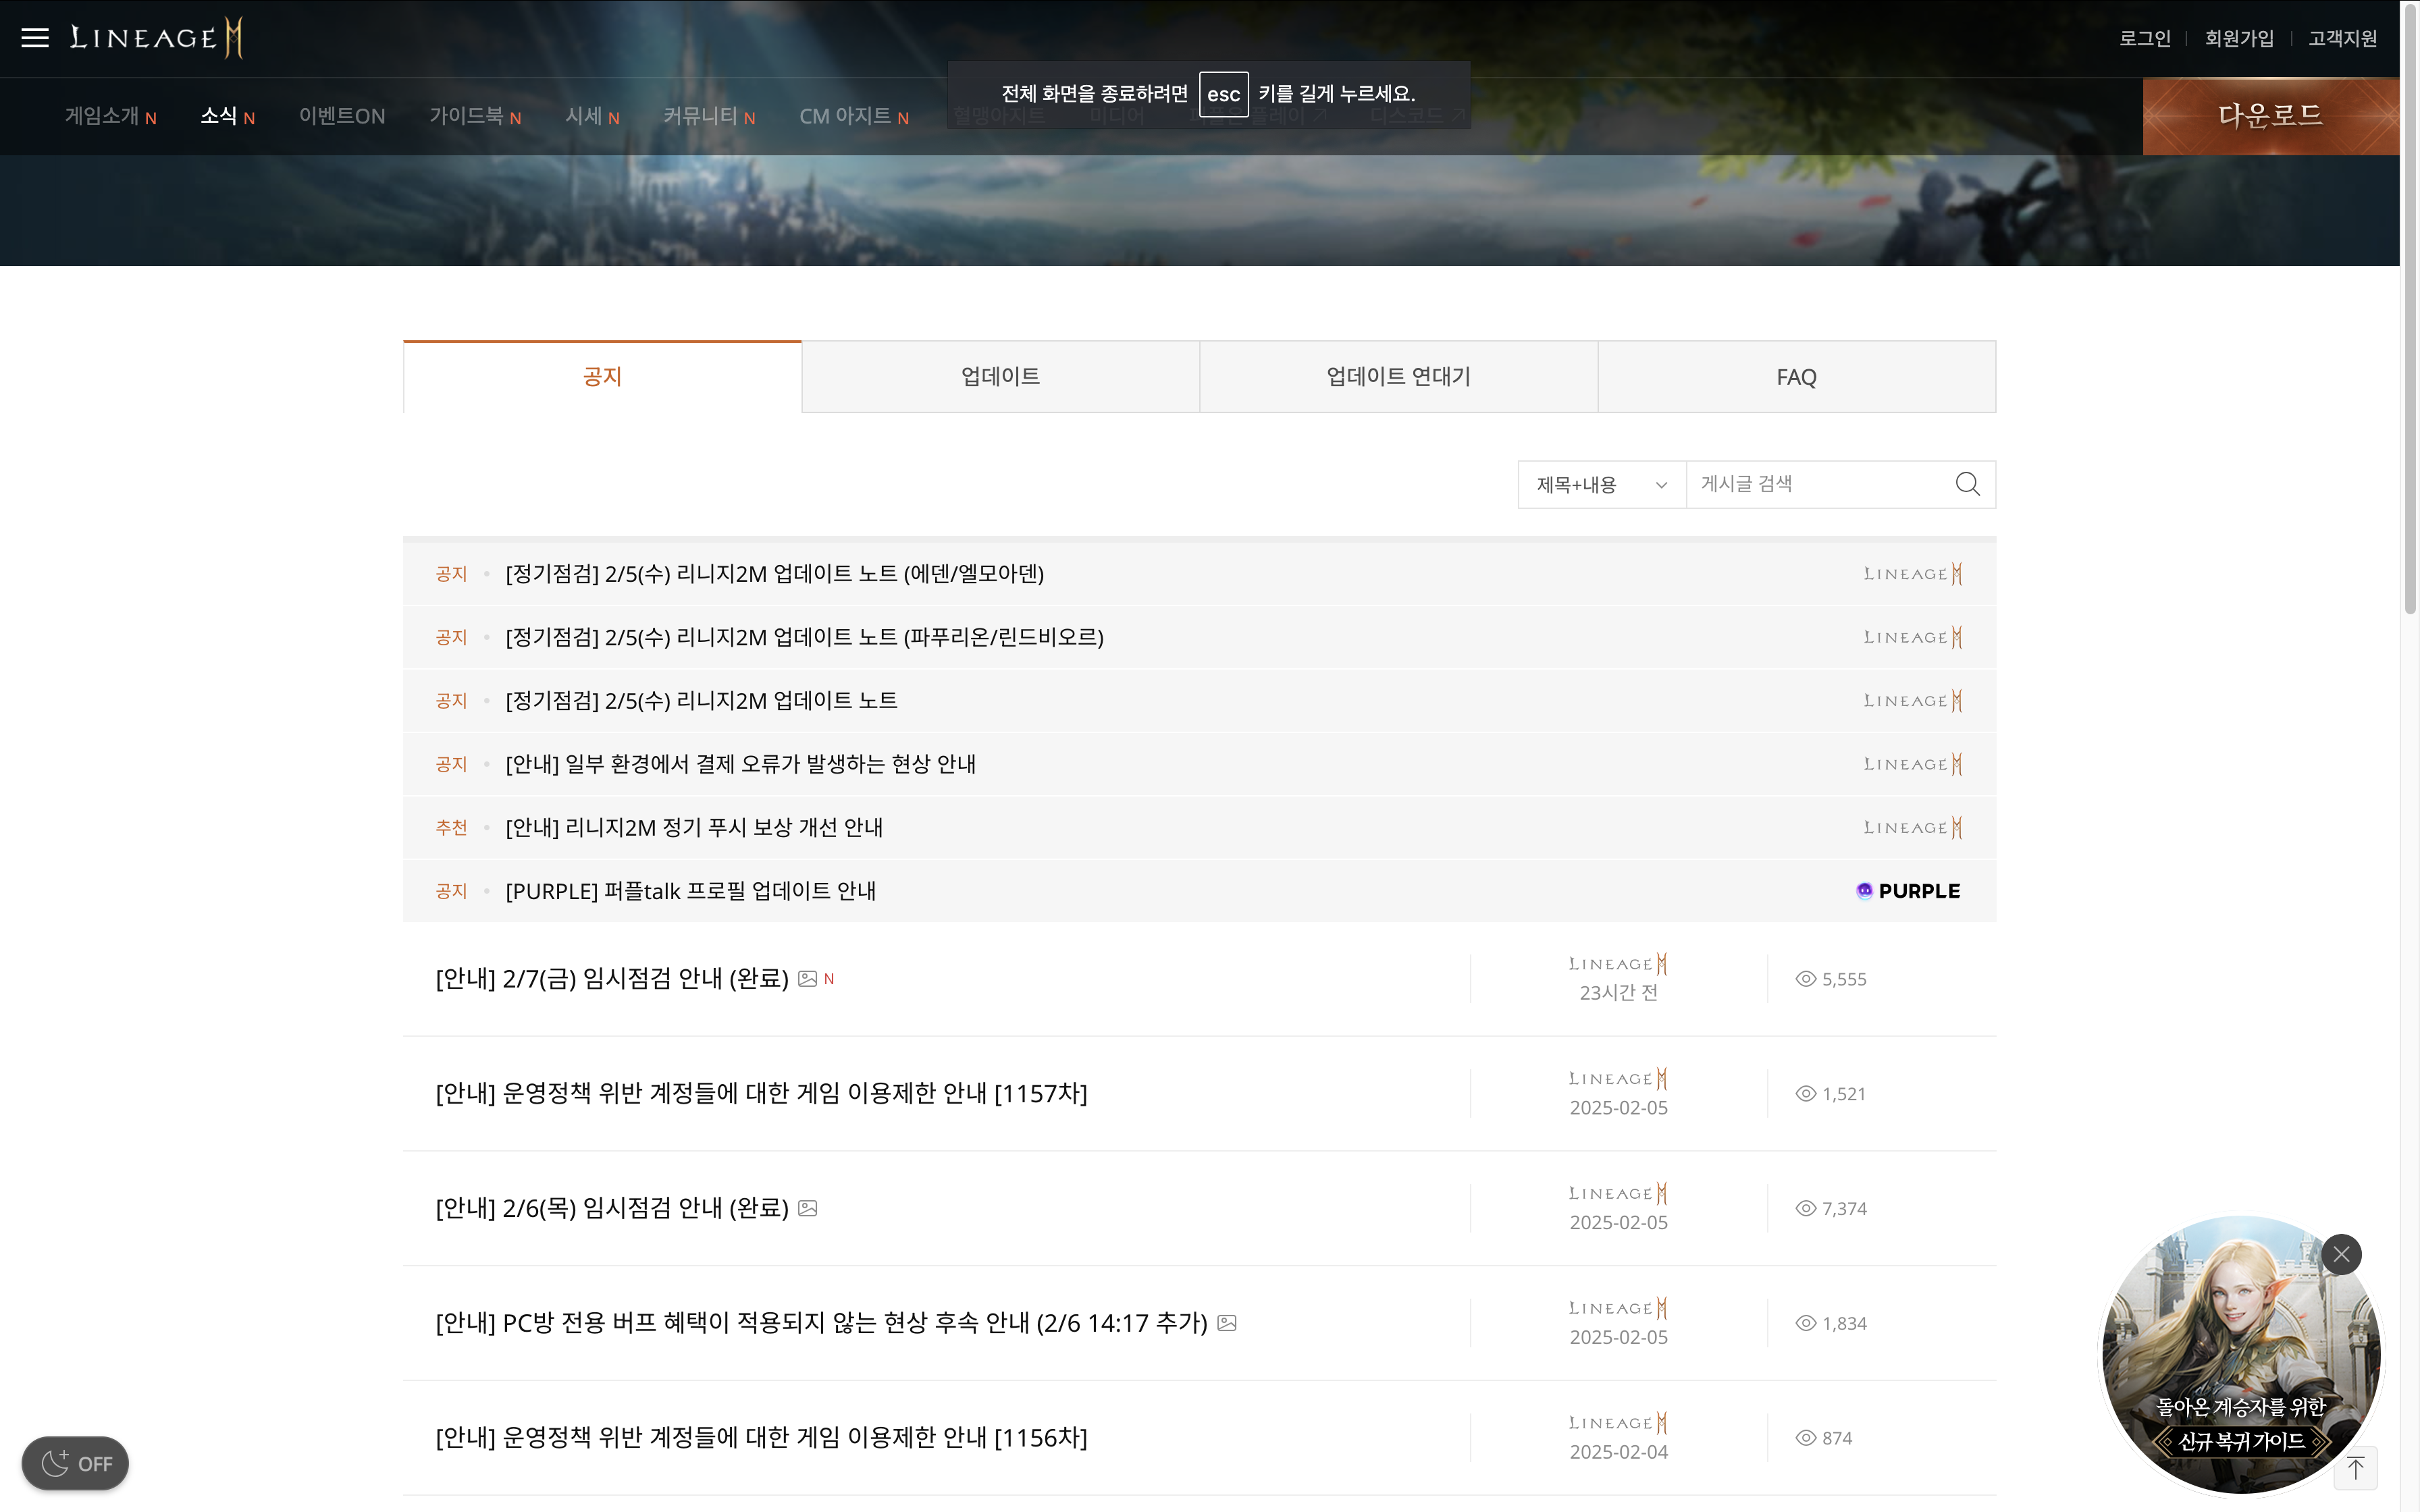 LINEAGE M
로그인
회원가입
고객지원
전체 화면을 종료하려면 esc 키를 길게 누르세요.
게임소개 N
소식 N
이벤트ON
가이드북 N
시세 N
커뮤니티 N
CM 아지트 N
혈맹아지트
미디어
디스코드
다운로드
공지
업데이트
업데이트 연대기
FAQ
제목+내용
게시글 검색
공지 [정기점검] 2/5(수) 리니지2M 업데이트 노트 (에덴/엘모아덴) LINEAGE M
공지 [정기점검] 2/5(수) 리니지2M 업데이트 노트 (파푸리온/린드비오르) LINEAGE M
공지 [정기점검] 2/5(수) 리니지2M 업데이트 노트 LINEAGE M
공지 [안내] 일부 환경에서 결제 오류가 발생하는 현상 안내 LINEAGE M
추천 [안내] 리니지2M 정기 푸시 보상 개선 안내 LINEAGE M
공지 [PURPLE] 퍼플talk 프로필 업데이트 안내 PURPLE
[안내] 2/7(금) 임시점검 안내 (완료) N
LINEAGE M
23시간 전
5,555
[안내] 운영정책 위반 계정들에 대한 게임 이용제한 안내 [1157차]
LINEAGE M
2025-02-05
1,521
[안내] 2/6(목) 임시점검 안내 (완료)
LINEAGE M
2025-02-05
7,374
[안내] PC방 전용 버프 혜택이 적용되지 않는 현상 후속 안내 (2/6 14:17 추가)
LINEAGE M
2025-02-05
1,834
[안내] 운영정책 위반 계정들에 대한 게임 이용제한 안내 [1156차]
LINEAGE M
2025-02-04
874
돌아온 계승자를 위한
신규 복귀 가이드
OFF